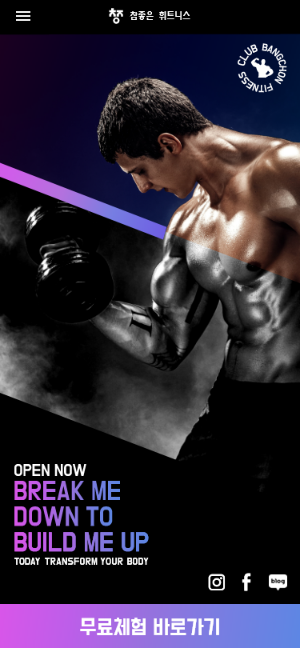 참좋은 휘트니스
CLUB BANGCHON FITNESS
OPEN NOW
BREAK ME
DOWN TO
BUILD ME UP
TODAY TRANSFORM YOUR BODY
blog
무료체험 바로가기